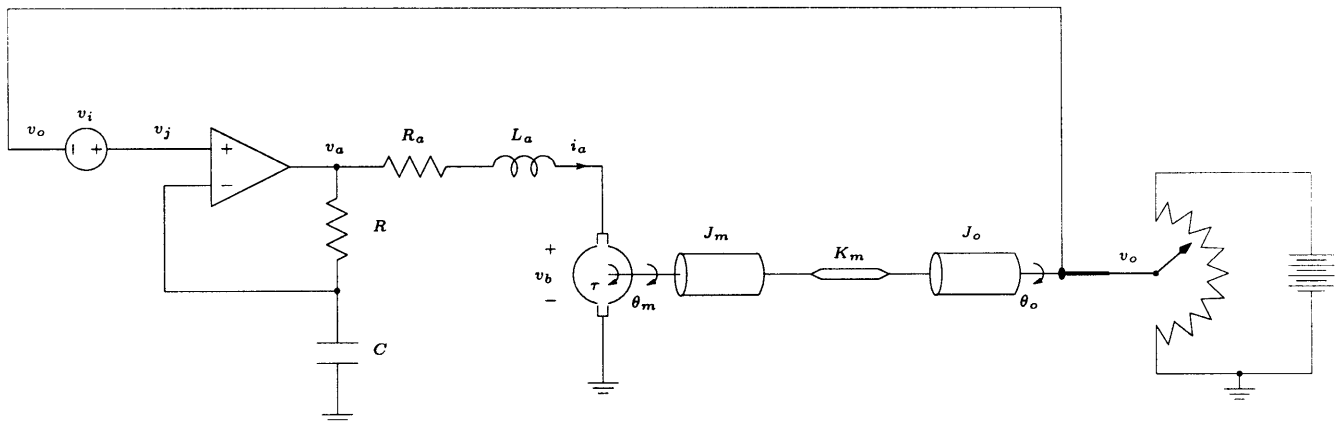 v_o
v_i
v_j
+
−
− +
v_a
R_a
L_a
i_a
R
C
+
v_b
−
τ
θ_m
J_m
K_m
J_o
θ_o
v_o